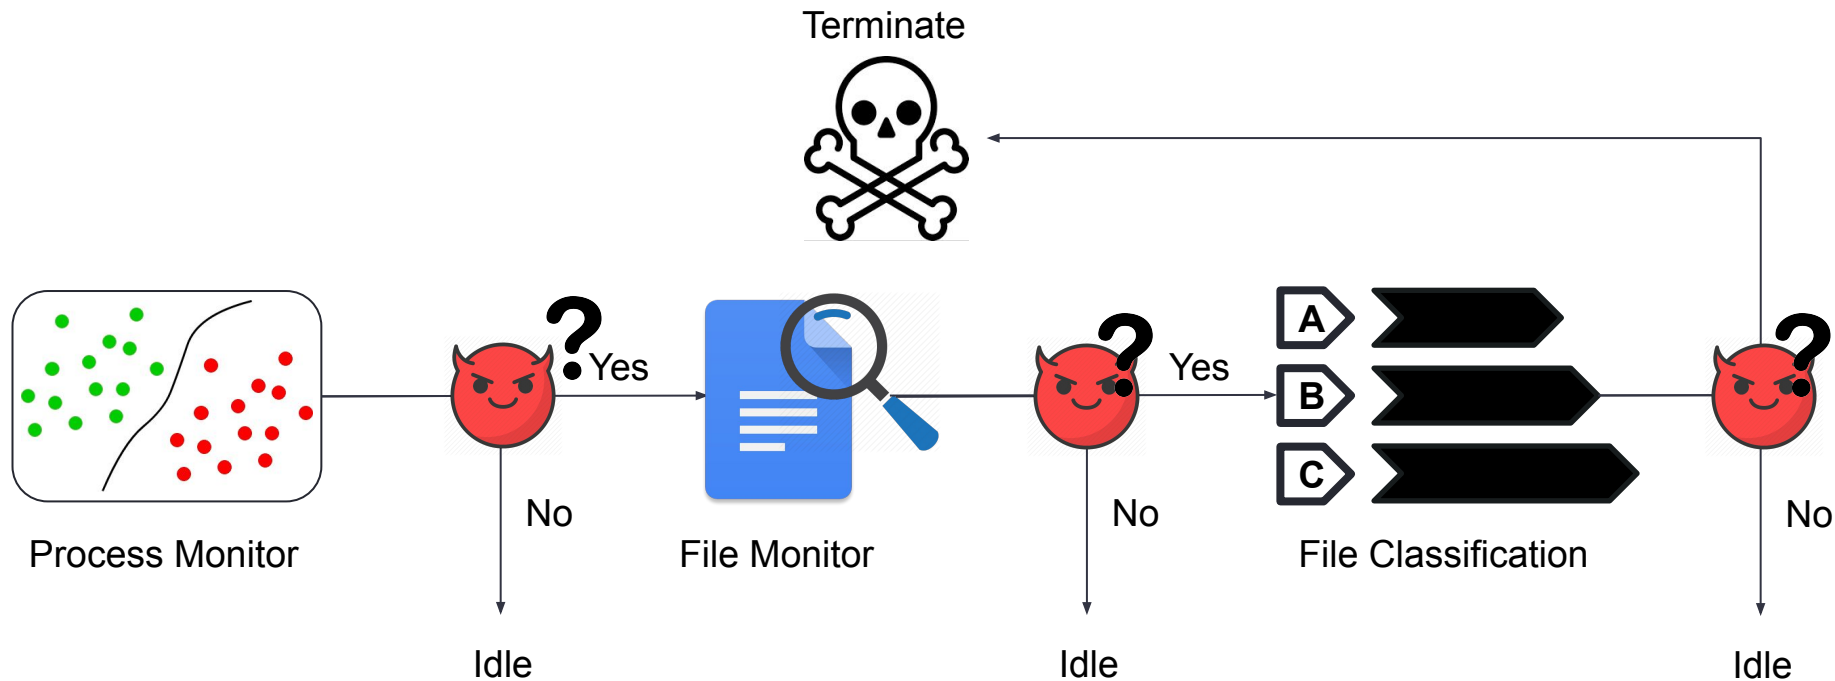 Terminate
?
Yes
?
Yes
A
B
C
?
No
No
No
Process Monitor
File Monitor
File Classification
Idle
Idle
Idle